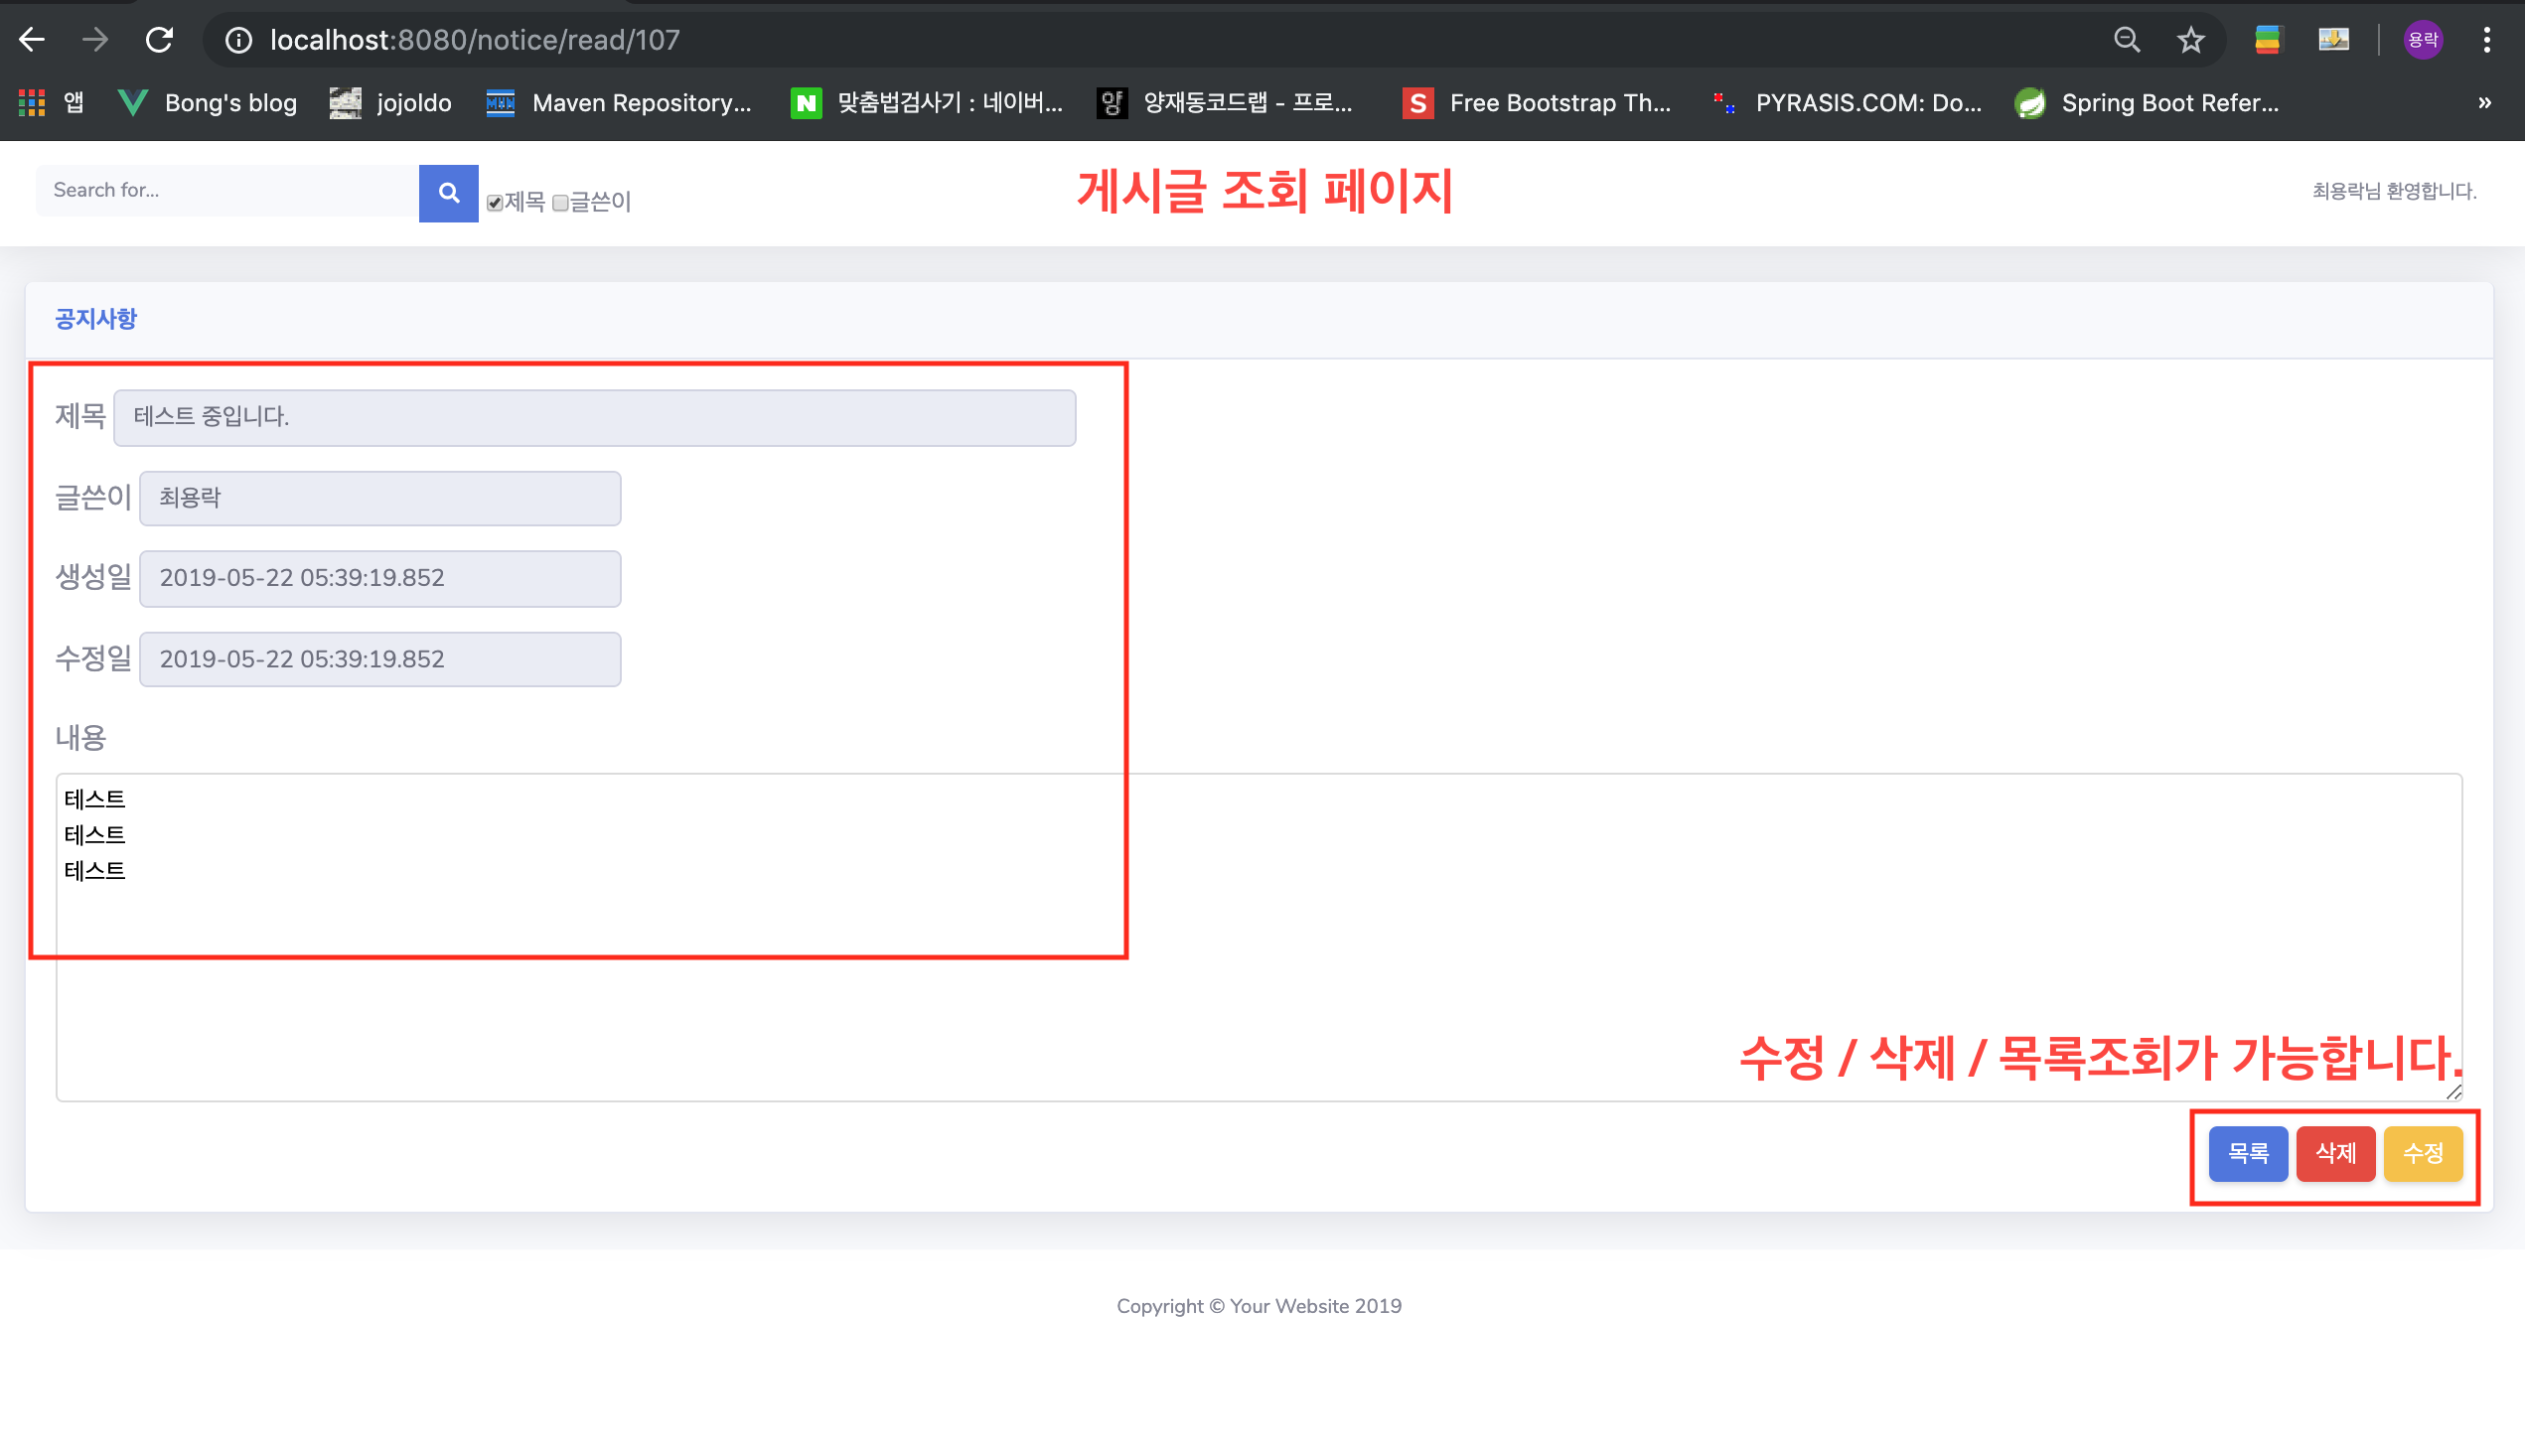 localhost:8080/notice/read/107
용락
앱 Bong's blog jojoldo Maven Repository... 맞춤법검사기 : 네이버... 양 양재동코드랩 - 프로... S Free Bootstrap Th... PYRASIS.COM: Do... Spring Boot Refer... »
Search for... 제목 글쓴이 게시글 조회 페이지 최용락님 환영합니다.
공지사항
제목 테스트 중입니다.
글쓴이 최용락
생성일 2019-05-22 05:39:19.852
수정일 2019-05-22 05:39:19.852
내용
테스트
테스트
테스트
수정 / 삭제 / 목록조회가 가능합니다.
목록 삭제 수정
Copyright © Your Website 2019